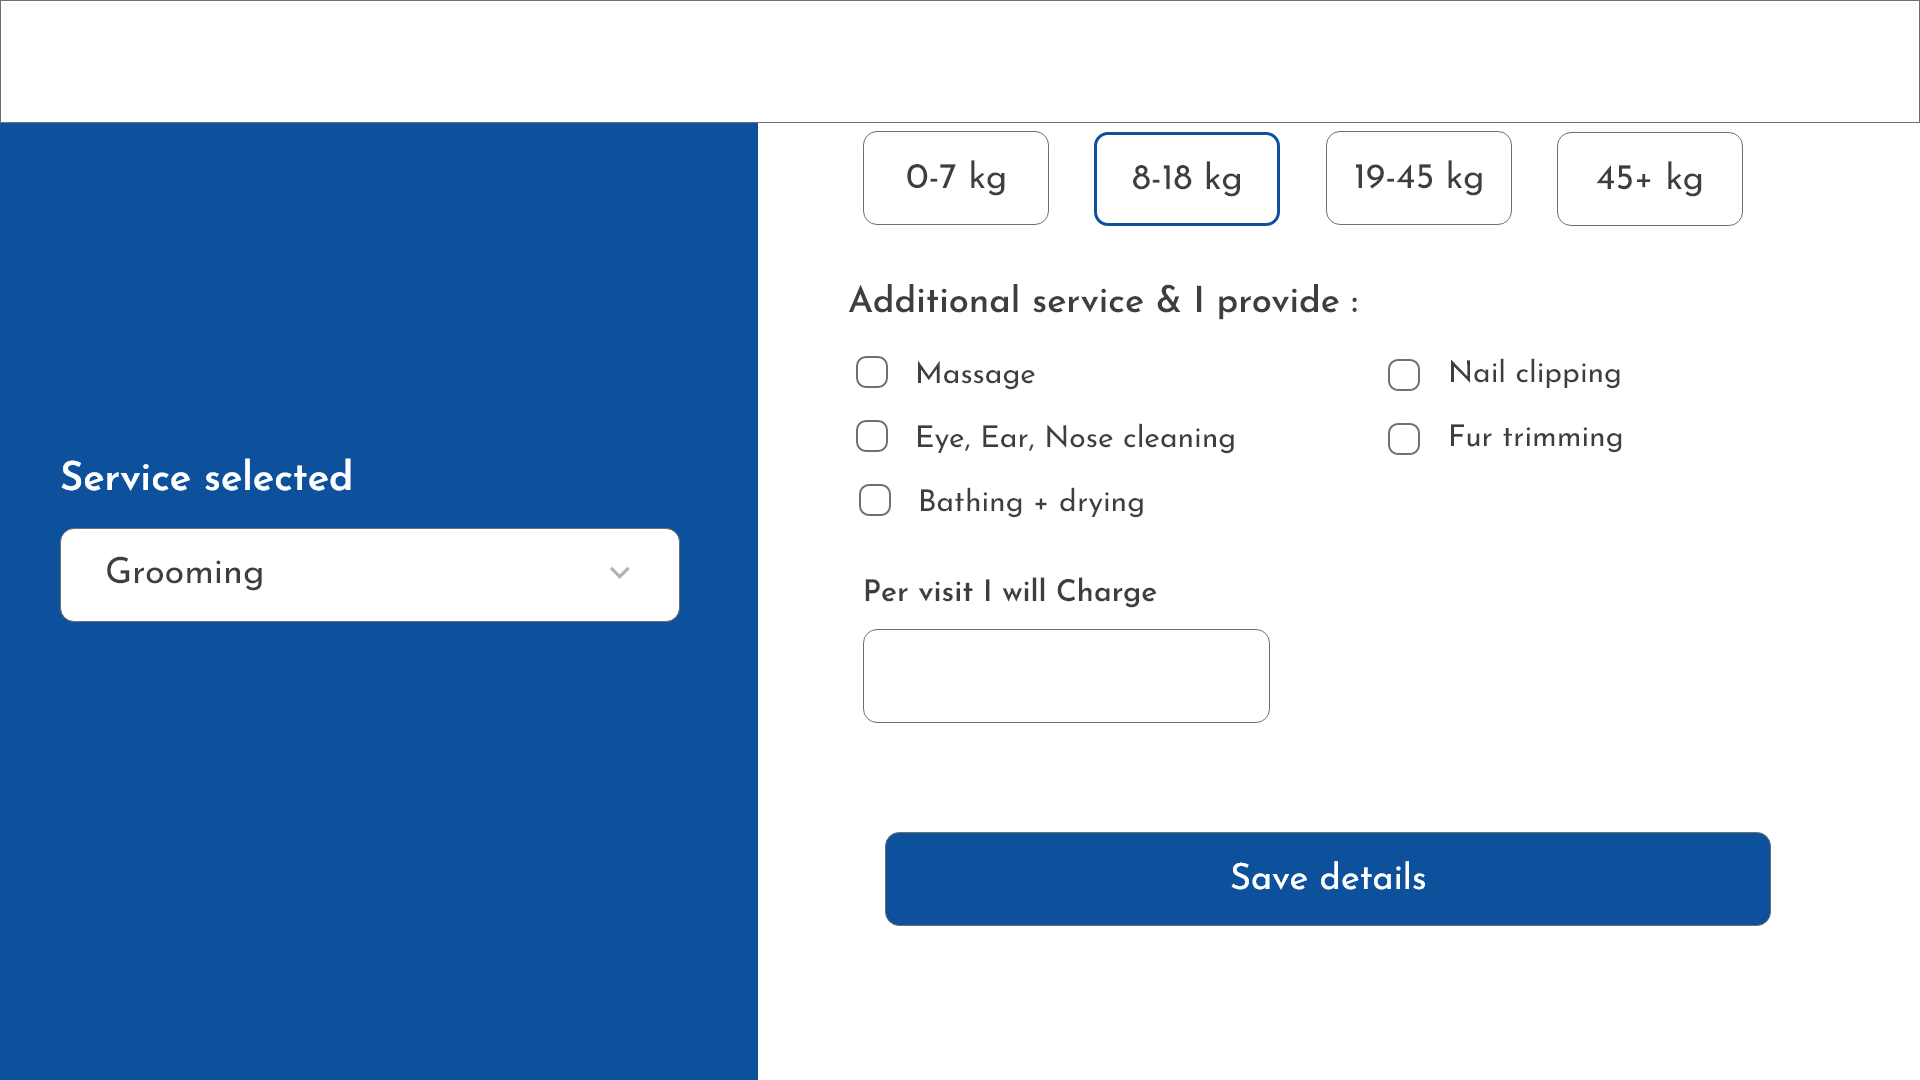 0-7 kg
8-18 kg
19-45 kg
45+ kg
Additional service & I provide :
Massage
Nail clipping
Eye, Ear, Nose cleaning
Fur trimming
Bathing + drying
Service selected
Grooming
Per visit I will Charge
Save details